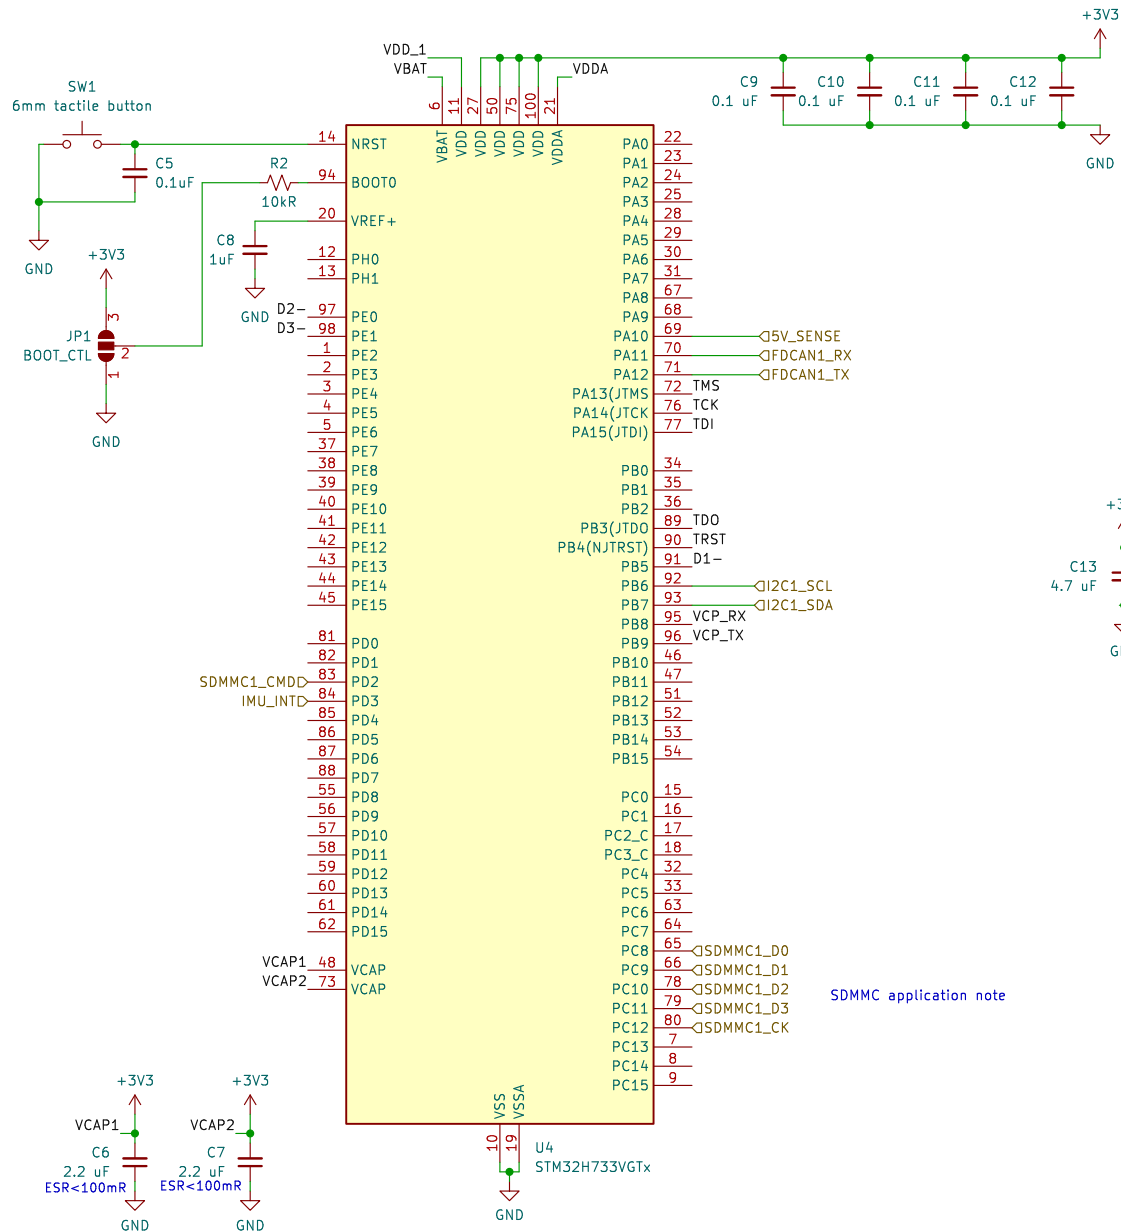 +3V3
VDD_1
VBAT
VDDA
SW1
6mm tactile button
C9
0.1 uF
C10
0.1 uF
C11
0.1 uF
C12
0.1 uF
GND
6
11
27
50
75
100
21
VBAT
VDD
VDD
VDD
VDD
VDD
VDDA
C5
0.1uF
R2
10kR
C8
1uF
GND
GND
+3V3
JP1
BOOT_CTL
3
2
1
GND
14 NRST
94 BOOT0
20 VREF+
12 PH0
13 PH1
D2- 97 PE0
D3- 98 PE1
1 PE2
2 PE3
3 PE4
4 PE5
5 PE6
37 PE7
38 PE8
39 PE9
40 PE10
41 PE11
42 PE12
43 PE13
44 PE14
45 PE15
81 PD0
82 PD1
SDMMC1_CMD 83 PD2
IMU_INT 84 PD3
85 PD4
86 PD5
87 PD6
88 PD7
55 PD8
56 PD9
57 PD10
58 PD11
59 PD12
60 PD13
61 PD14
62 PD15
VCAP1 48 VCAP
VCAP2 73 VCAP
PA0 22
PA1 23
PA2 24
PA3 25
PA4 28
PA5 29
PA6 30
PA7 31
PA8 67
PA9 68
PA10 69 5V_SENSE
PA11 70 FDCAN1_RX
PA12 71 FDCAN1_TX
PA13(JTMS 72 TMS
PA14(JTCK 76 TCK
PA15(JTDI) 77 TDI
PB0 34
PB1 35
PB2 36
PB3(JTDO 89 TDO
PB4(NJTRST) 90 TRST
PB5 91 D1-
PB6 92 I2C1_SCL
PB7 93 I2C1_SDA
PB8 95 VCP_RX
PB9 96 VCP_TX
PB10 46
PB11 47
PB12 51
PB13 52
PB14 53
PB15 54
PC0 15
PC1 16
PC2_C 17
PC3_C 18
PC4 32
PC5 33
PC6 63
PC7 64
PC8 65 SDMMC1_D0
PC9 66 SDMMC1_D1
PC10 78 SDMMC1_D2
PC11 79 SDMMC1_D3
PC12 80 SDMMC1_CK
PC13 7
PC14 8
PC15 9
SDMMC application note
C13
4.7 uF
VSS
VSSA
10
19
U4
STM32H733VGTx
GND
+3V3
VCAP1
C6
2.2 uF
ESR<100mR
GND
+3V3
VCAP2
C7
2.2 uF
ESR<100mR
GND